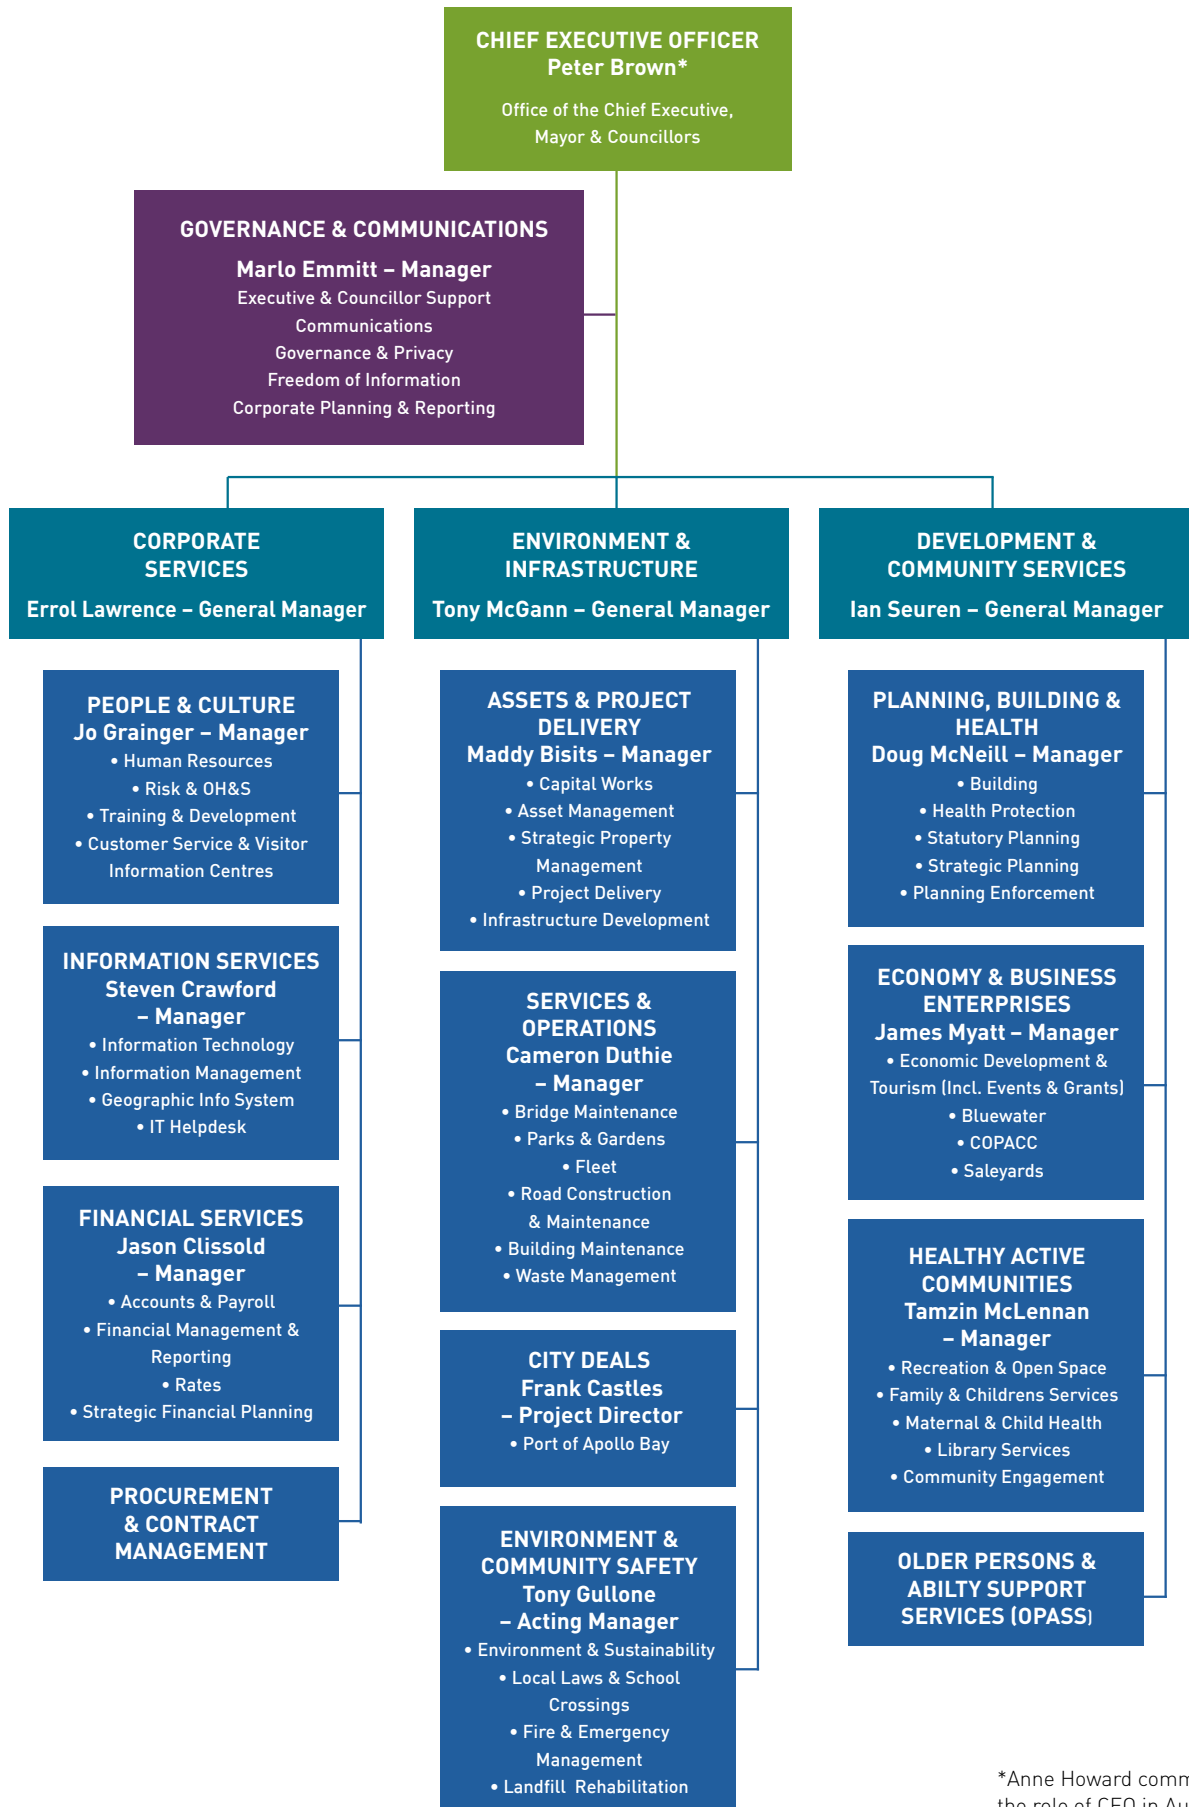 CHIEF EXECUTIVE OFFICER
Peter Brown*
Office of the Chief Executive,
Mayor & Councillors
GOVERNANCE & COMMUNICATIONS
Marlo Emmitt – Manager
Executive & Councillor Support
Communications
Governance & Privacy
Freedom of Information
Corporate Planning & Reporting
CORPORATE
SERVICES
Errol Lawrence – General Manager
PEOPLE & CULTURE
Jo Grainger – Manager
• Human Resources
• Risk & OH&S
• Training & Development
• Customer Service & Visitor
Information Centres
INFORMATION SERVICES
Steven Crawford
– Manager
• Information Technology
• Information Management
• Geographic Info System
• IT Helpdesk
FINANCIAL SERVICES
Jason Clissold
– Manager
• Accounts & Payroll
• Financial Management &
Reporting
• Rates
• Strategic Financial Planning
PROCUREMENT
& CONTRACT
MANAGEMENT
ENVIRONMENT &
INFRASTRUCTURE
Tony McGann – General Manager
ASSETS & PROJECT
DELIVERY
Maddy Bisits – Manager
• Capital Works
• Asset Management
• Strategic Property
Management
• Project Delivery
• Infrastructure Development
SERVICES &
OPERATIONS
Cameron Duthie
– Manager
• Bridge Maintenance
• Parks & Gardens
• Fleet
• Road Construction
& Maintenance
• Building Maintenance
• Waste Management
CITY DEALS
Frank Castles
– Project Director
• Port of Apollo Bay
ENVIRONMENT &
COMMUNITY SAFETY
Tony Gullone
– Acting Manager
• Environment & Sustainability
• Local Laws & School
Crossings
• Fire & Emergency
Management
• Landfill Rehabilitation
DEVELOPMENT &
COMMUNITY SERVICES
Ian Seuren – General Manager
PLANNING, BUILDING &
HEALTH
Doug McNeill – Manager
• Building
• Health Protection
• Statutory Planning
• Strategic Planning
• Planning Enforcement
ECONOMY & BUSINESS
ENTERPRISES
James Myatt – Manager
• Economic Development &
Tourism (Incl. Events & Grants)
• Bluewater
• COPACC
• Saleyards
HEALTHY ACTIVE
COMMUNITIES
Tamzin McLennan
– Manager
• Recreation & Open Space
• Family & Childrens Services
• Maternal & Child Health
• Library Services
• Community Engagement
OLDER PERSONS &
ABILTY SUPPORT
SERVICES (OPASS)
*Anne Howard
the role of CEO in